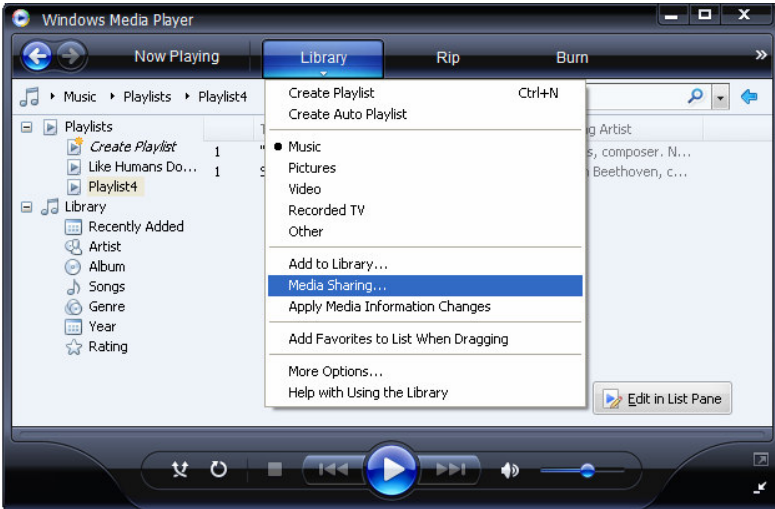 Windows Media Player
Now Playing
Library
Rip
Burn
»
Music ▸ Playlists ▸ Playlist4
Playlists
Create Playlist
Like Humans Do...
Playlist4
Library
Recently Added
Artist
Album
Songs
Genre
Year
Rating
1
1
Create Playlist Ctrl+N
Create Auto Playlist
● Music
Pictures
Video
Recorded TV
Other
Add to Library...
Media Sharing...
Apply Media Information Changes
Add Favorites to List When Dragging
More Options...
Help with Using the Library
Artist
s, composer. N...
Beethoven, c...
Edit in List Pane